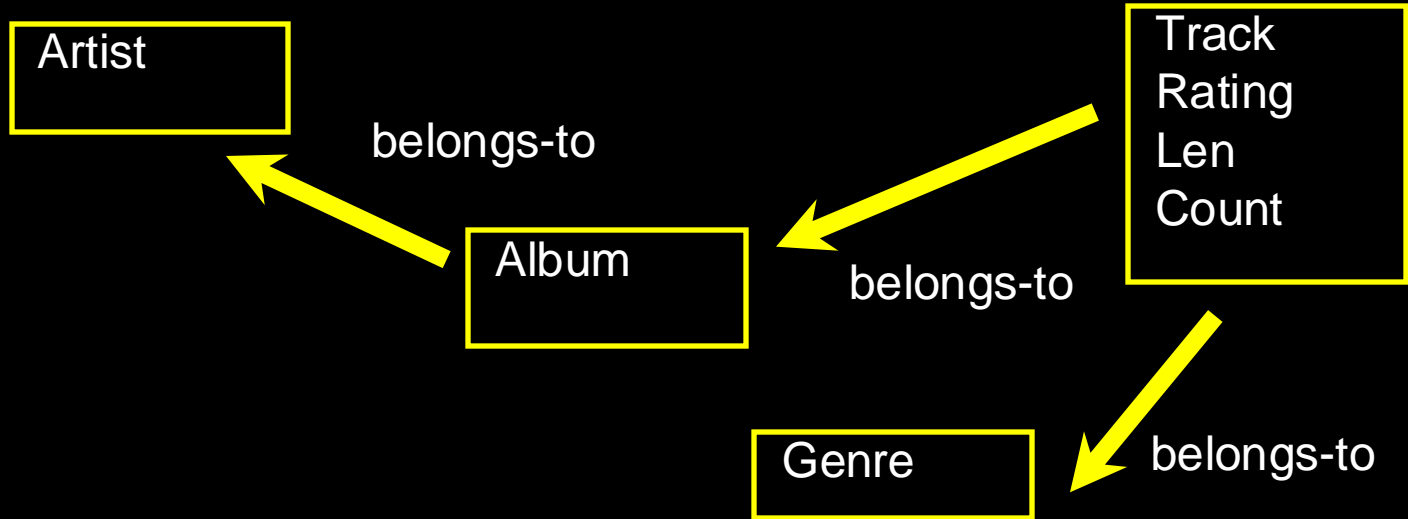 Artist
belongs-to
Album
Track
Rating
Len
Count
belongs-to
Genre
belongs-to